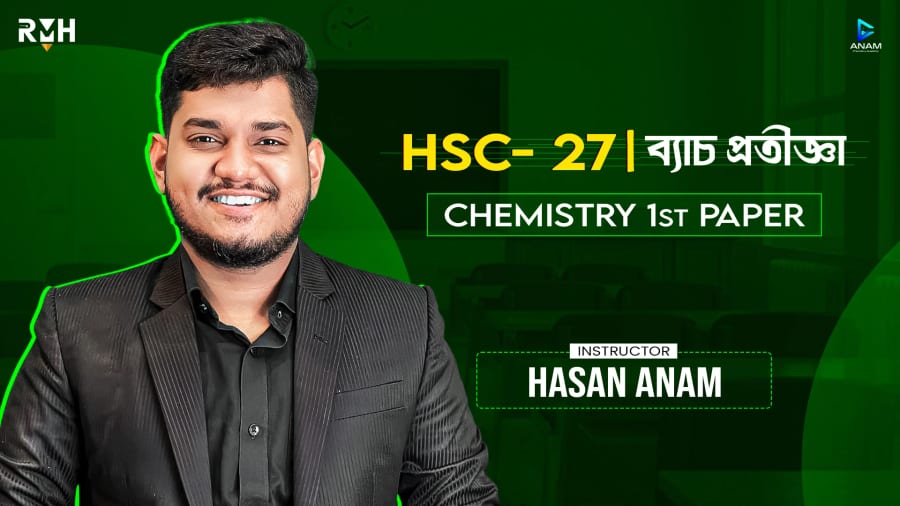 RMH
ANAM
HSC- 27 | ব্যাচ প্রতীজ্ঞা
CHEMISTRY 1ST PAPER
INSTRUCTOR
HASAN ANAM